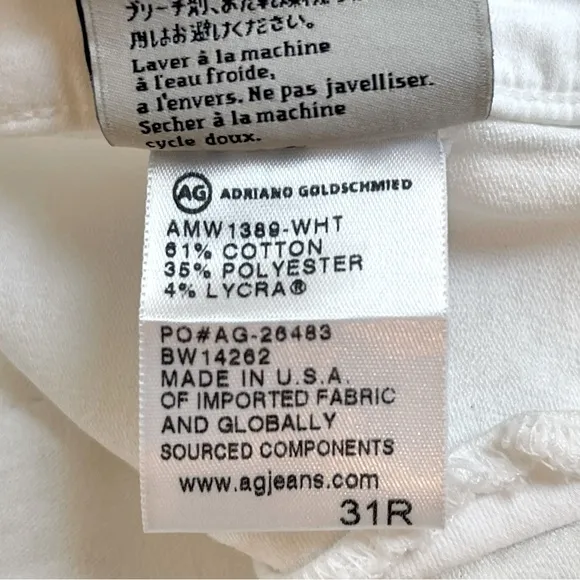 用はお避けください。
Laver à la machine
à l'eau froide,
a l'envers. Ne pas javelliser.
Secher à la machine
cycle doux.
AG ADRIANO GOLDSCHMIED
AMW1389-WHT
61% COTTON
35% POLYESTER
4% LYCRA®
PO#AG-26483
BW14262
MADE IN U.S.A.
OF IMPORTED FABRIC
AND GLOBALLY
SOURCED COMPONENTS
www.agjeans.com
31R